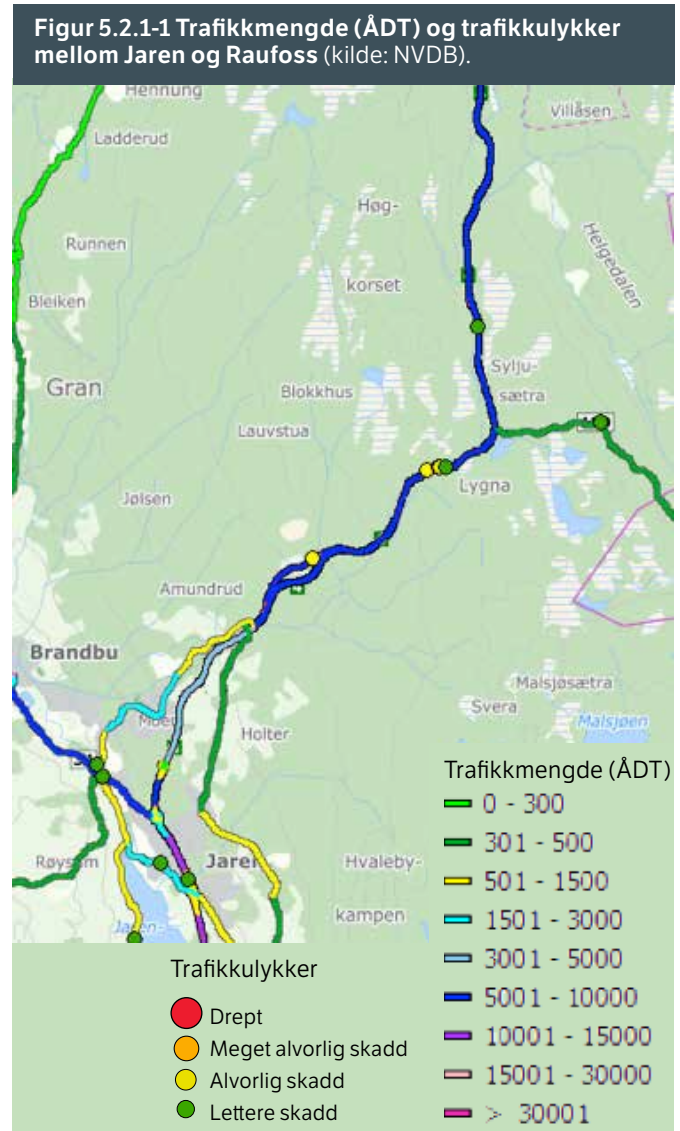 Figur 5.2.1-1 Trafikkmengde (ÅDT) og trafikkulykker
mellom Jaren og Raufoss (kilde: NVDB).
Hennung
Villåsen
Ladderud
Høg-
korset
Helgedalen
Runnen
Bleiken
Gran
Sylju-
sætra
Blokkhus
Lauvstua
Lygna
Jølsen
Amundrud
Brandbu
Malsjøsætra
Svera
Malsjøen
Moen
Holter
Røysum
Jaren
Jaren-
Hvaleby-
kampen
Trafikkmengde (ÅDT)
0 - 300
301 - 500
501 - 1500
1501 - 3000
3001 - 5000
5001 - 10000
10001 - 15000
15001 - 30000
> 30001
Trafikkulykker
Drept
Meget alvorlig skadd
Alvorlig skadd
Lettere skadd